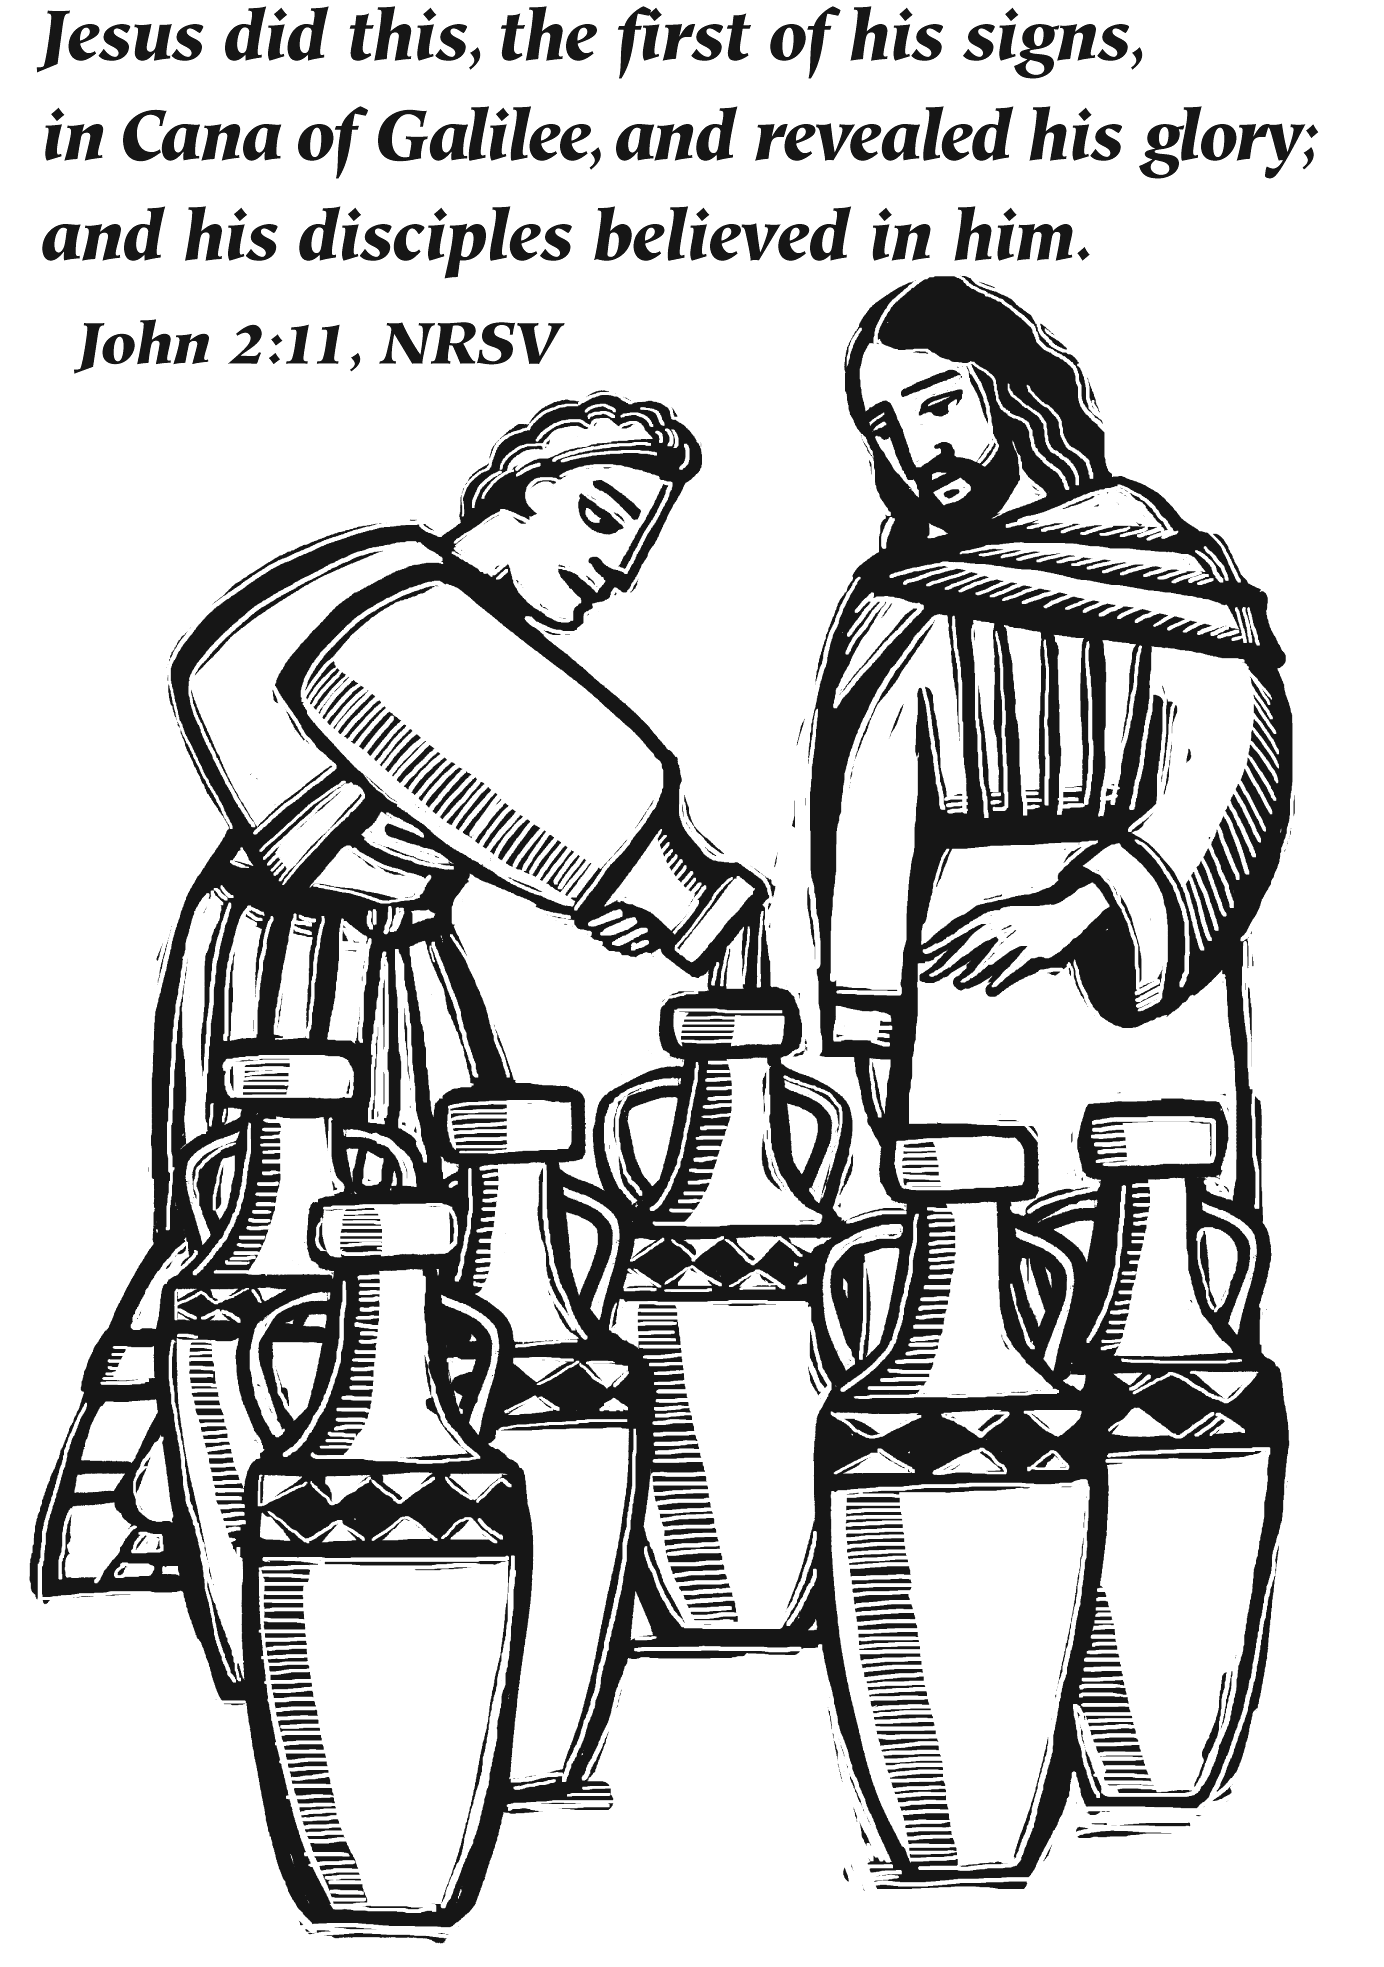 Jesus did this, the first of his signs,
in Cana of Galilee, and revealed his glory;
and his disciples believed in him.
John 2:11, NRSV